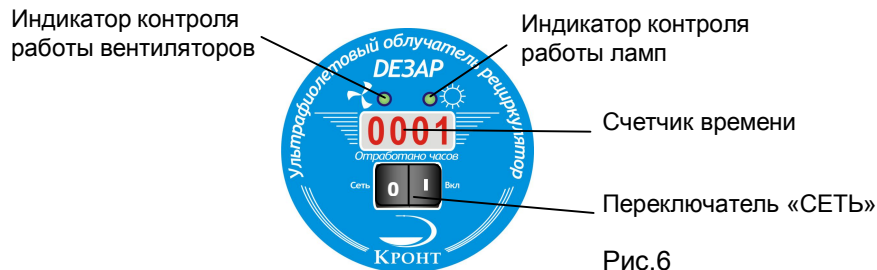 Индикатор контроля
работы вентиляторов
Индикатор контроля
работы ламп
Ультрафиолетовый облучатель рециркулятор
DEЗАР
0001
Отработано часов
Счетчик времени
Сеть 0 I Вкл
Переключатель «СЕТЬ»
КРОНТ
Рис.6